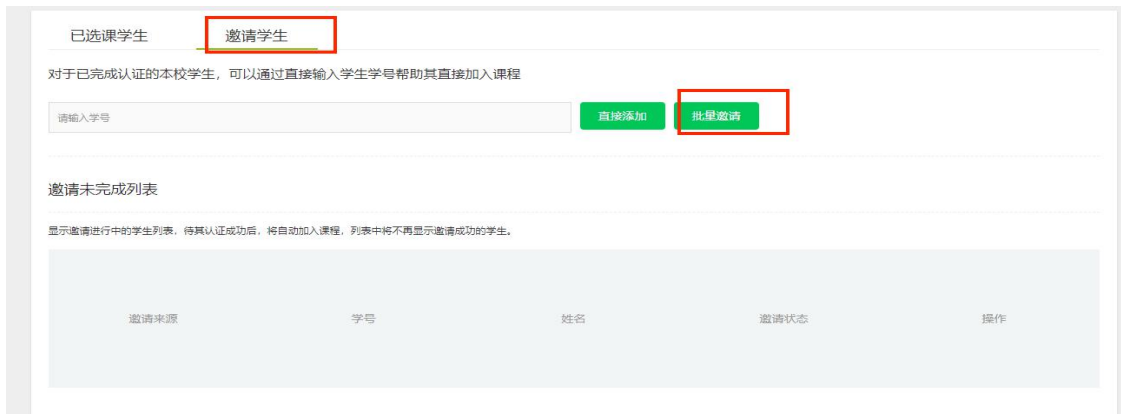 已选课学生 邀请学生
对于已完成认证的本校学生，可以通过直接输入学生学号帮助其直接加入课程
请输入学号 直接添加 批量邀请
邀请未完成列表
显示邀请进行中的学生列表，待其认证成功后，将自动加入课程，列表中将不再显示邀请成功的学生。
邀请来源 学号 姓名 邀请状态 操作